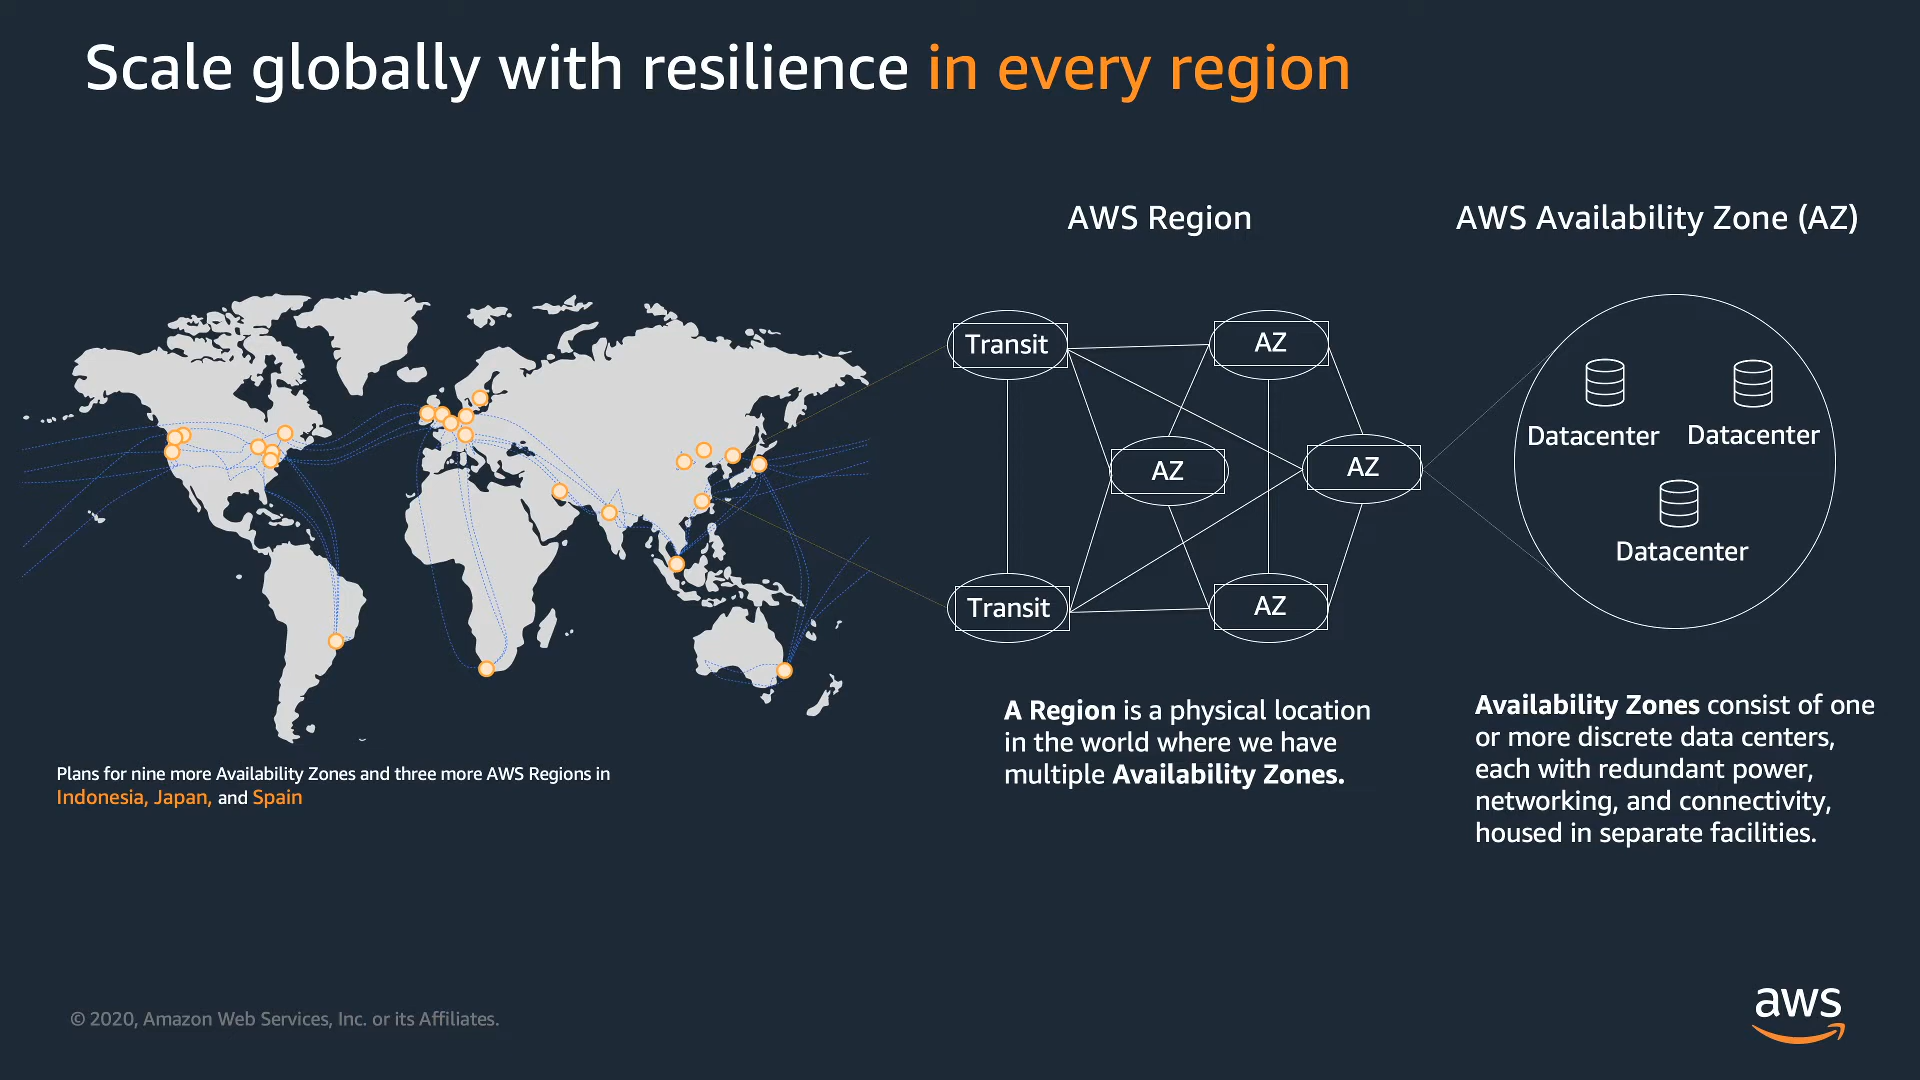 Scale globally with resilience in every region
AWS Region
AWS Availability Zone (AZ)
Transit
AZ
AZ
AZ
Transit
AZ
Datacenter
Datacenter
Datacenter
A Region is a physical location
in the world where we have
multiple Availability Zones.
Availability Zones consist of one
or more discrete data centers,
each with redundant power,
networking, and connectivity,
housed in separate facilities.
Plans for nine more Availability Zones and three more AWS Regions in
Indonesia, Japan, and Spain
© 2020, Amazon Web Services, Inc. or its Affiliates.
aws